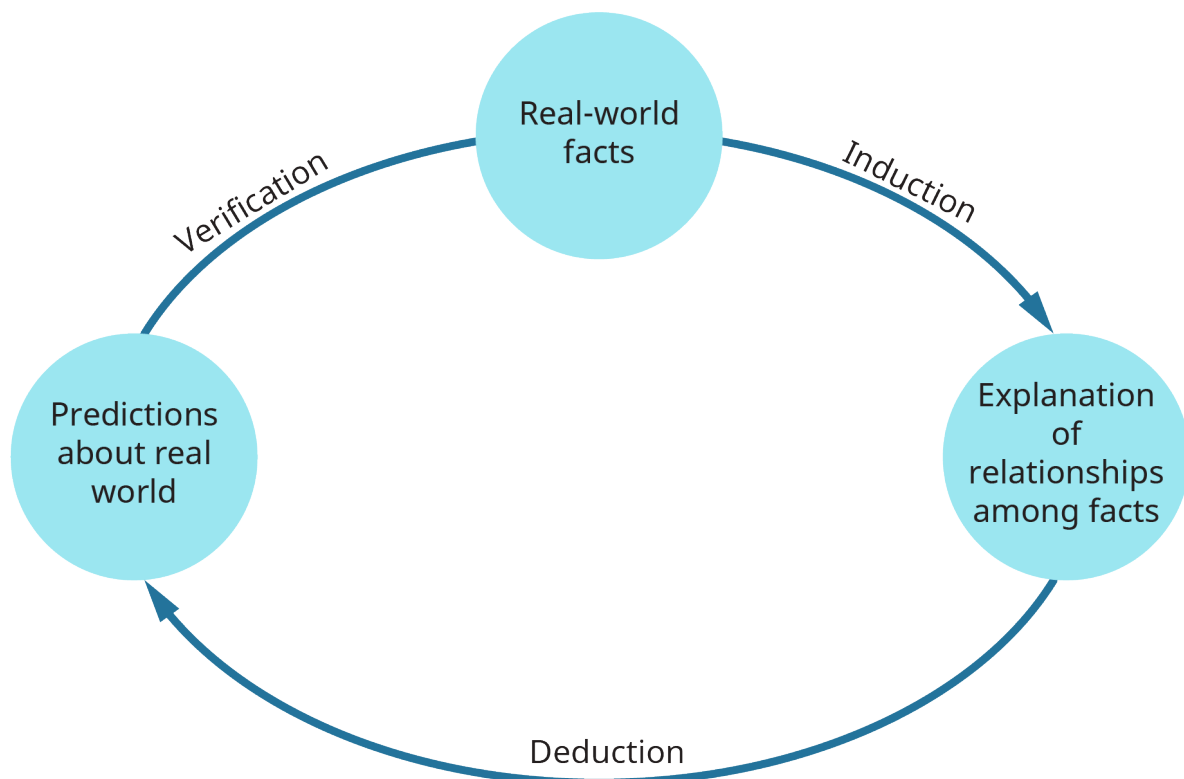 Real-world
facts
Induction
Verification
Explanation
of
relationships
among facts
Predictions
about real
world
Deduction